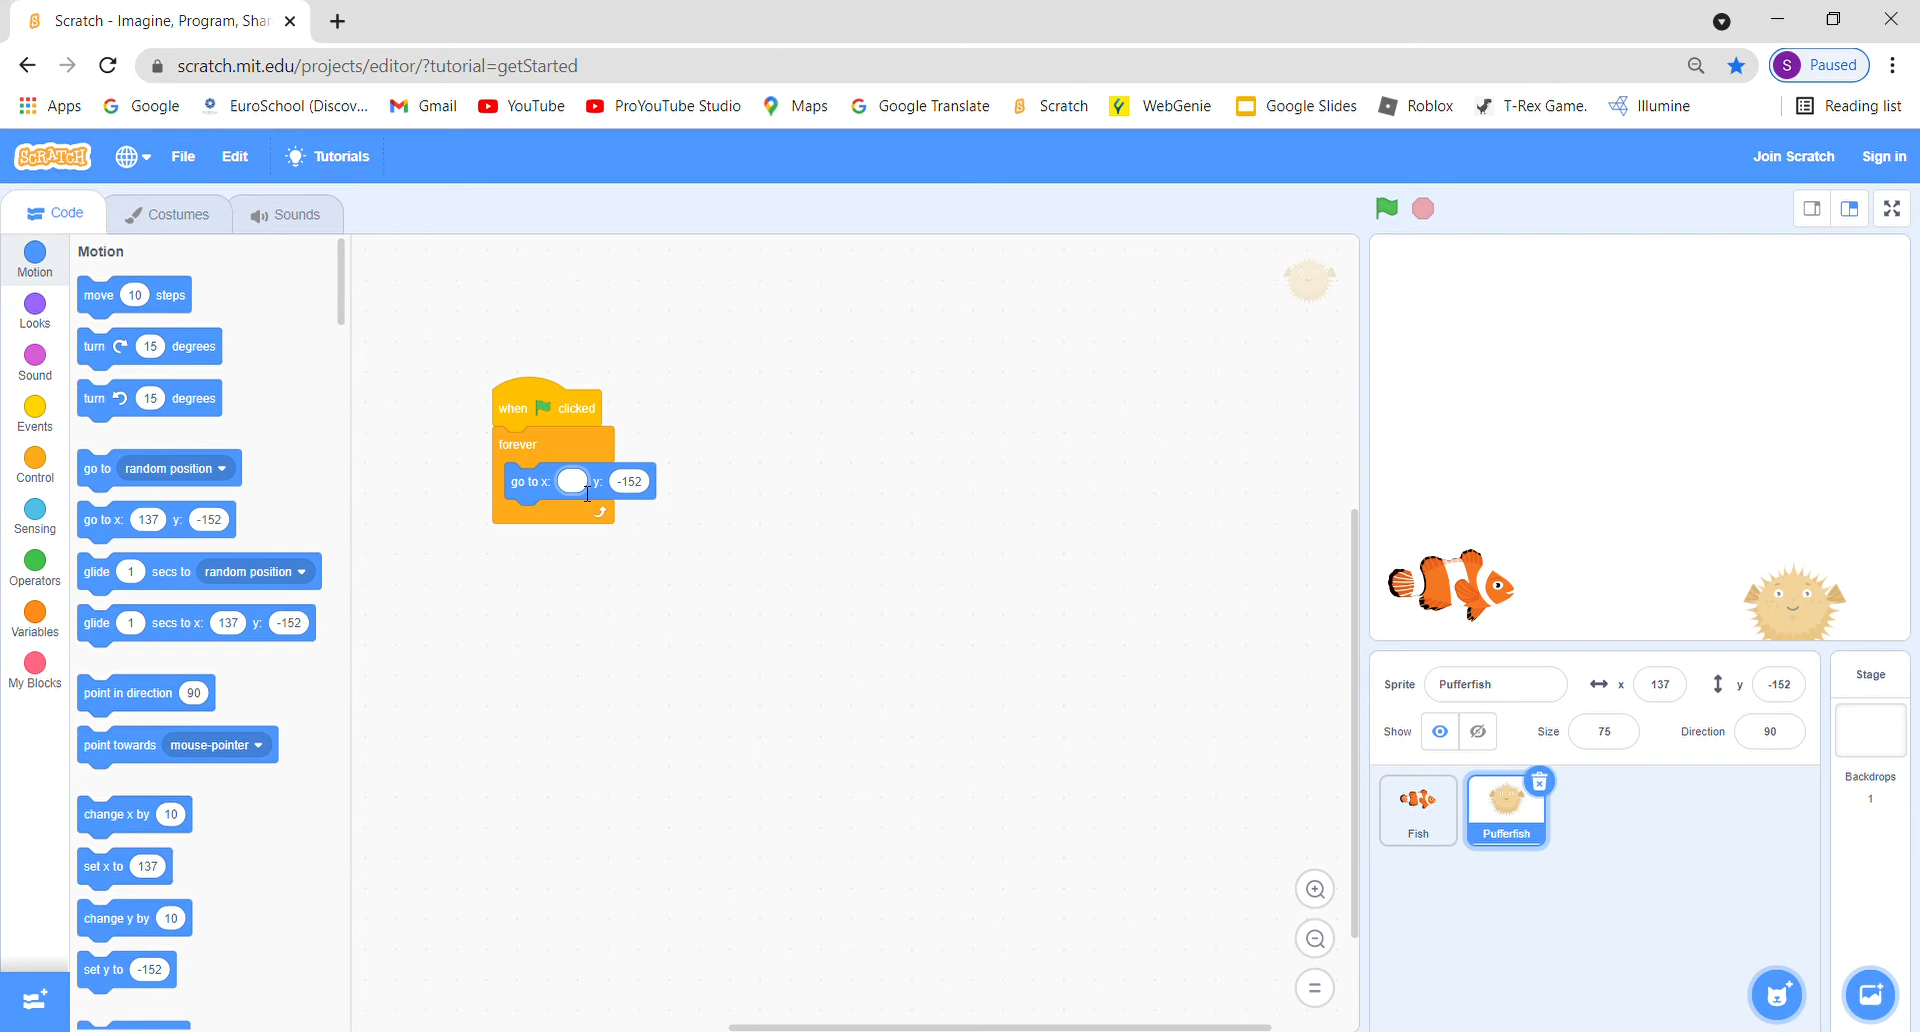 Scratch - Imagine, Program, Shar
scratch.mit.edu/projects/editor/?tutorial=getStarted
S Paused
Apps Google EuroSchool (Discov... Gmail YouTube ProYouTube Studio Maps Google Translate Scratch WebGenie Google Slides Roblox T-Rex Game. Illumine Reading list
SCRATCH File Edit Tutorials Join Scratch Sign in
Code Costumes Sounds
Motion
Looks
Sound
Events
Control
Sensing
Operators
Variables
My Blocks
Motion
move 10 steps
turn 15 degrees
turn 15 degrees
go to random position
go to x: 137 y: -152
glide 1 secs to random position
glide 1 secs to x: 137 y: -152
point in direction 90
point towards mouse-pointer
change x by 10
set x to 137
change y by 10
set y to -152
when clicked
forever
go to x: y: -152
Sprite Pufferfish x 137 y -152
Show Size 75 Direction 90
Fish
Pufferfish
Stage
Backdrops
1